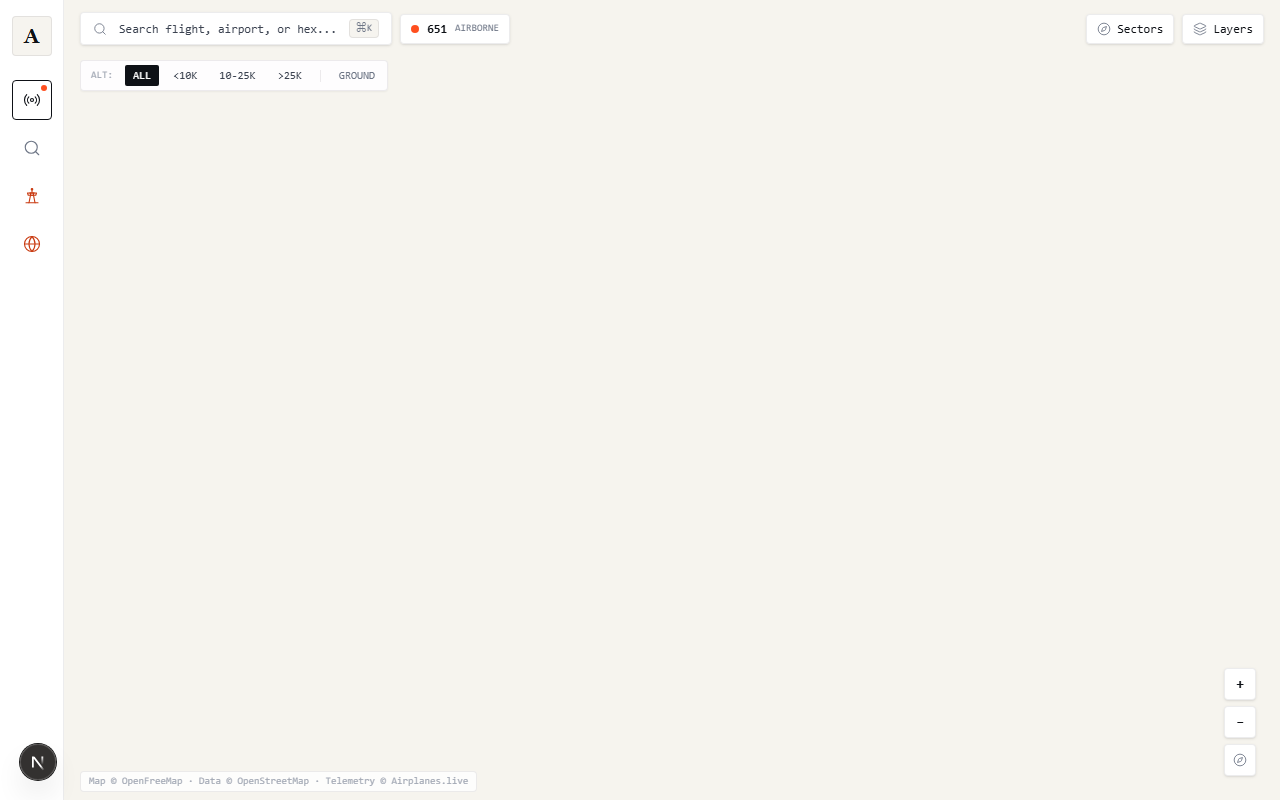 A
Search flight, airport, or hex... ⌘K
651 AIRBORNE
Sectors
Layers
ALT: ALL <10K 10-25K >25K GROUND
+
−
N
Map © OpenFreeMap · Data © OpenStreetMap · Telemetry © Airplanes.live